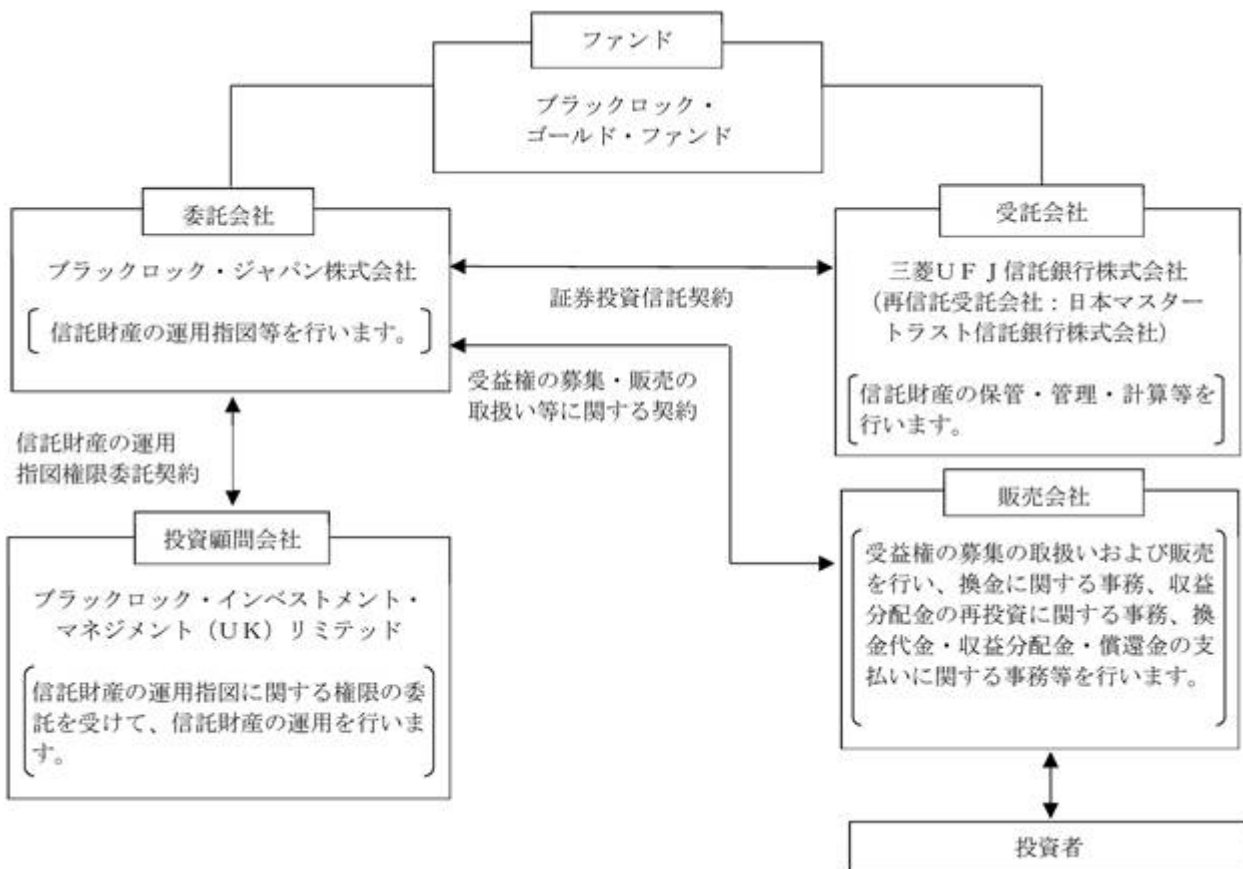 ファンド
ブラックロック・
ゴールド・ファンド
委託会社
ブラックロック・ジャパン株式会社
信託財産の運用指図等を行います。
証券投資信託契約
受託会社
三菱ＵＦＪ信託銀行株式会社
（再信託受託会社：日本マスター
トラスト信託銀行株式会社）
信託財産の保管・管理・計算等を
行います。
受益権の募集・販売の
取扱い等に関する契約
信託財産の運用
指図権限委託契約
投資顧問会社
ブラックロック・インベストメント・
マネジメント（ＵＫ）リミテッド
信託財産の運用指図に関する権限の委
託を受けて、信託財産の運用を行いま
す。
販売会社
受益権の募集の取扱いおよび販売
を行い、換金に関する事務、収益
分配金の再投資に関する事務、換
金代金・収益分配金・償還金の支
払いに関する事務等を行います。
投資者